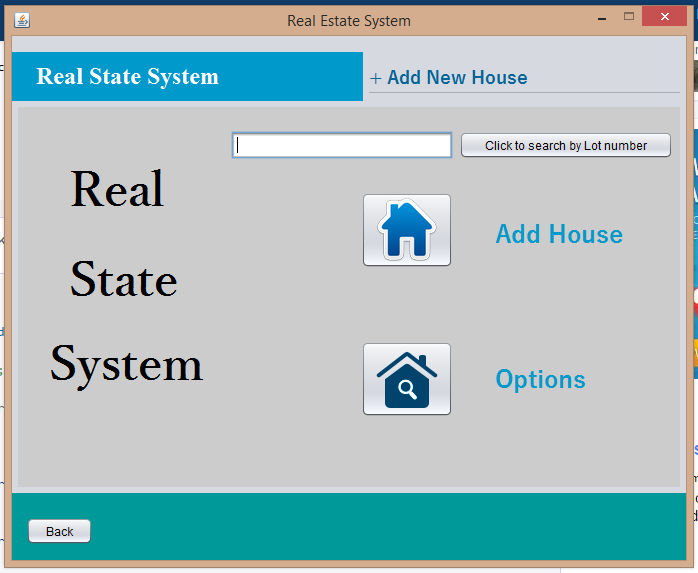 Real Estate System
Real State System
+ Add New House
Click to search by Lot number
Real
State
System
Add House
Options
Back